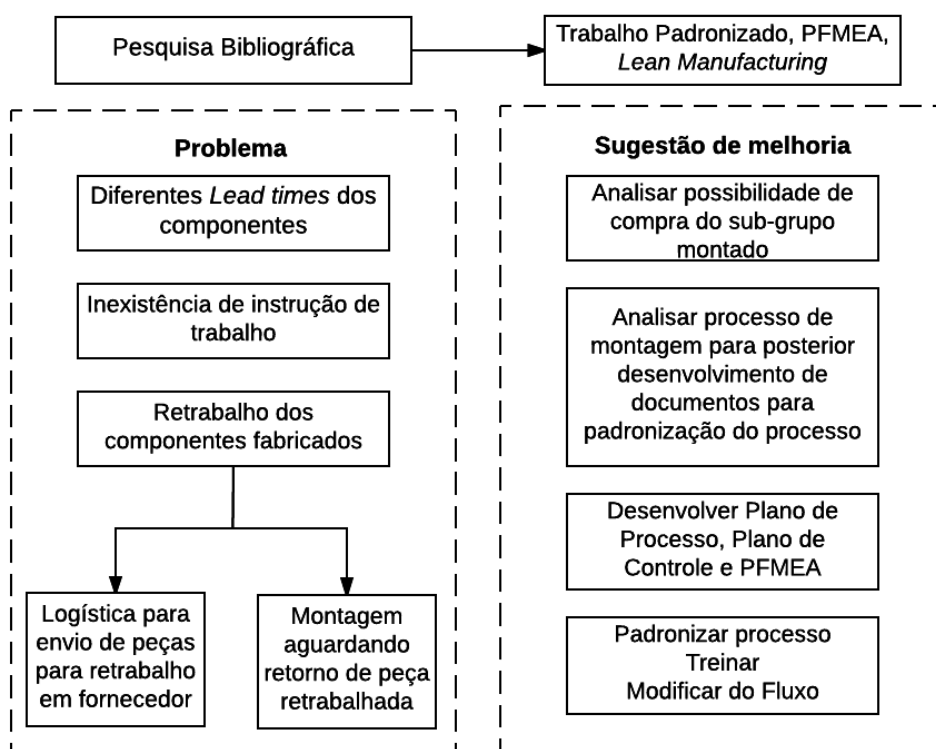 Pesquisa Bibliográfica
Trabalho Padronizado, PFMEA,
Lean Manufacturing
Problema
Diferentes Lead times dos
componentes
Inexistência de instrução de
trabalho
Retrabalho dos
componentes fabricados
Logística para
envio de peças
para retrabalho
em fornecedor
Montagem
aguardando
retorno de peça
retrabalhada
Sugestão de melhoria
Analisar possibilidade de
compra do sub-grupo
montado
Analisar processo de
montagem para posterior
desenvolvimento de
documentos para
padronização do processo
Desenvolver Plano de
Processo, Plano de
Controle e PFMEA
Padronizar processo
Treinar
Modificar do Fluxo